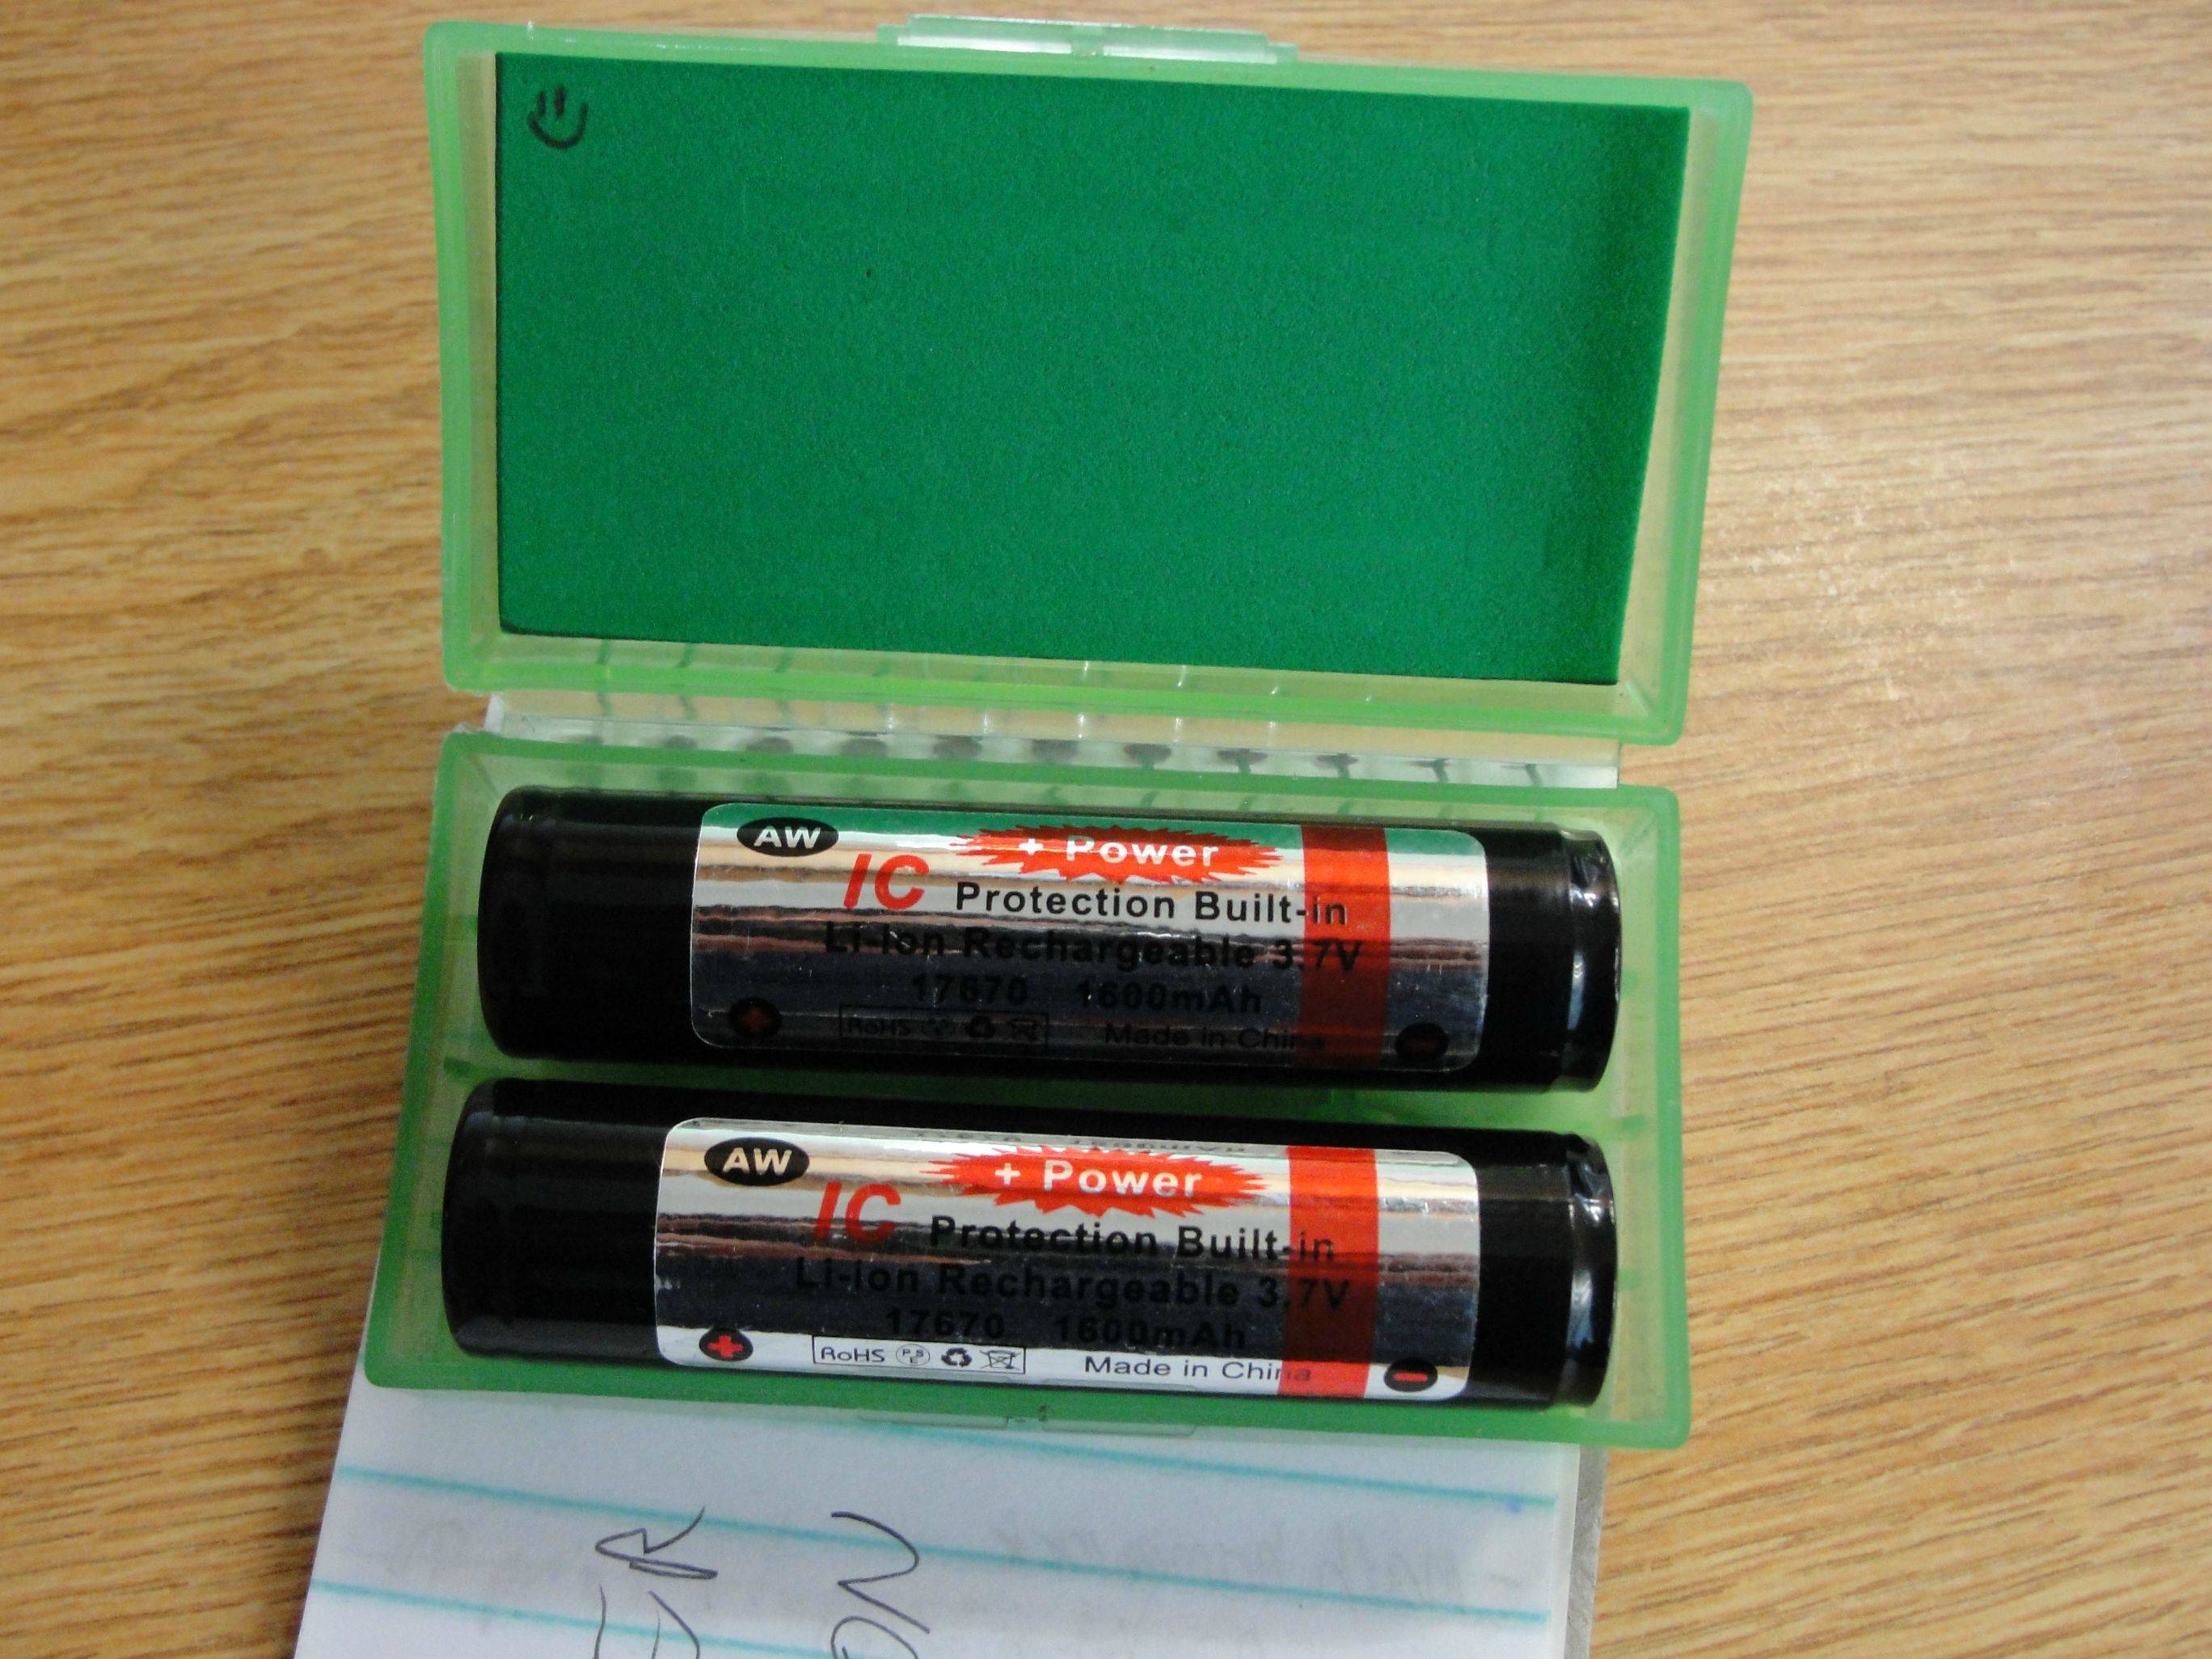 AW
+ Power
IC Protection Built-in
Li-Ion Rechargeable 3.7V
17670 1600mAh
RoHS
Made in China
AW
+ Power
IC Protection Built-in
Li-Ion Rechargeable 3.7V
17670 1600mAh
+ RoHS PSE
Made in China -